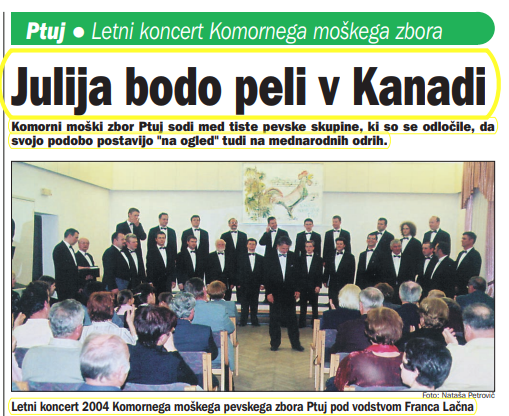 Ptuj ● Letni koncert Komornega moškega zbora
Julija bodo peli v Kanadi
Komorni moški zbor Ptuj sodi med tiste pevske skupine, ki so se odločile, da
svojo podobo postavijo "na ogled" tudi na mednarodnih odrih.
Foto: Nataša Petrovič
Letni koncert 2004 Komornega moškega pevskega zbora Ptuj pod vodstvom Franca Lačna